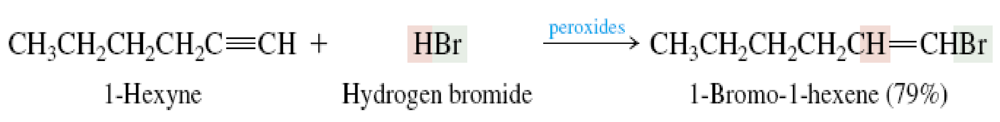 CH₃CH₂CH₂CH₂C≡CH + HBr peroxides → CH₃CH₂CH₂CH₂CH=CHBr
1-Hexyne Hydrogen bromide 1-Bromo-1-hexene (79%)